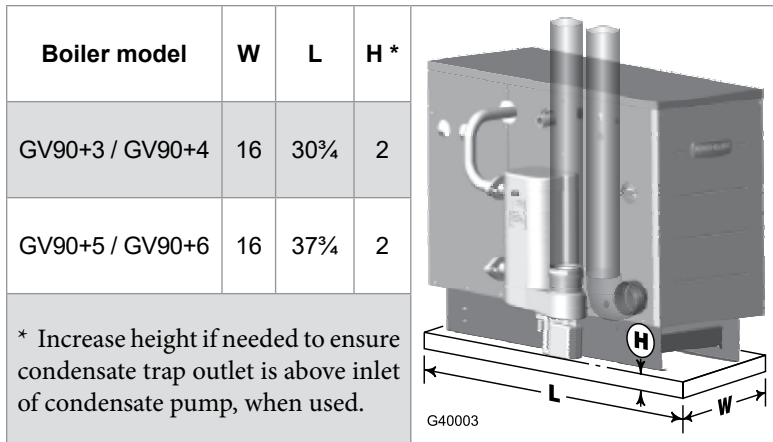 Boiler model W L H *
GV90+3 / GV90+4 16 30¾ 2
GV90+5 / GV90+6 16 37¾ 2
* Increase height if needed to ensure
condensate trap outlet is above inlet
of condensate pump, when used.
H
L
W
G40003